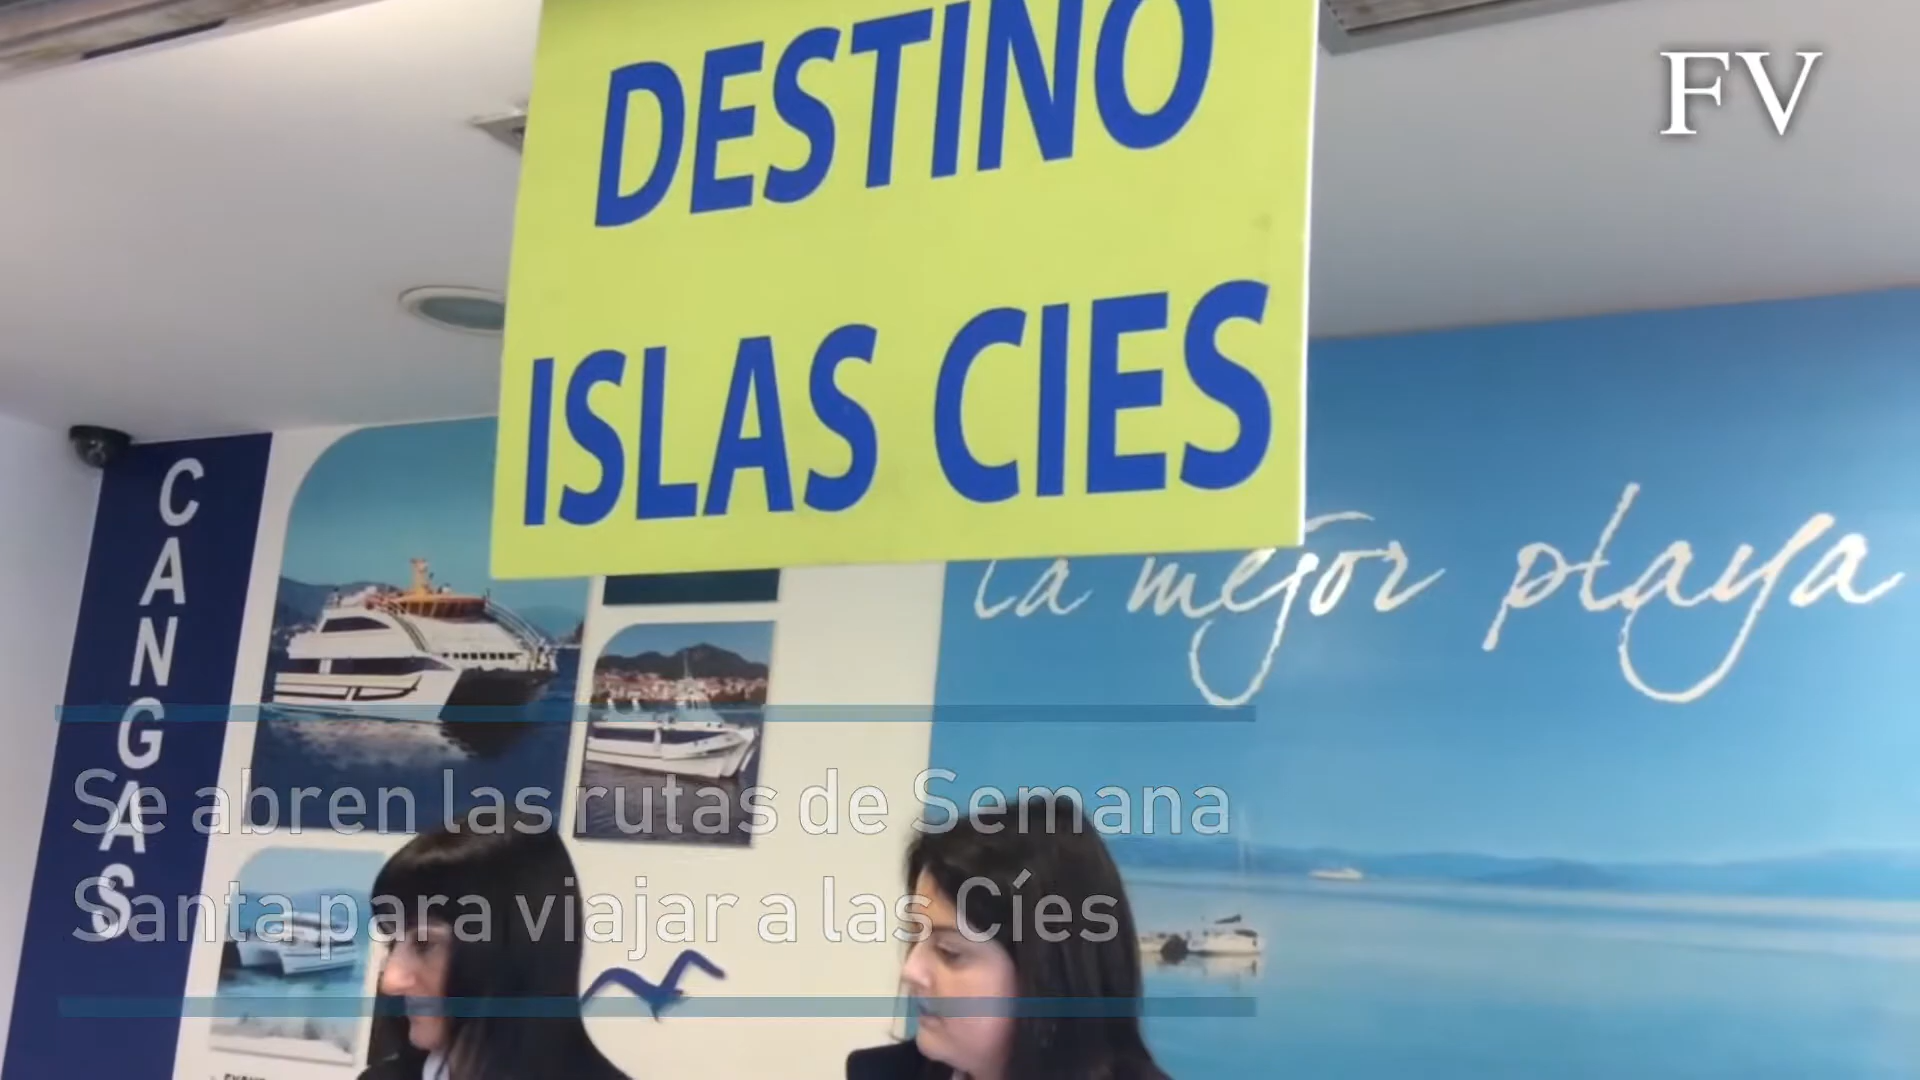 DESTINO
ISLAS CIES
FV
CANGAS
la mejor playa
Se abren las rutas de Semana
Santa para viajar a las Cíes